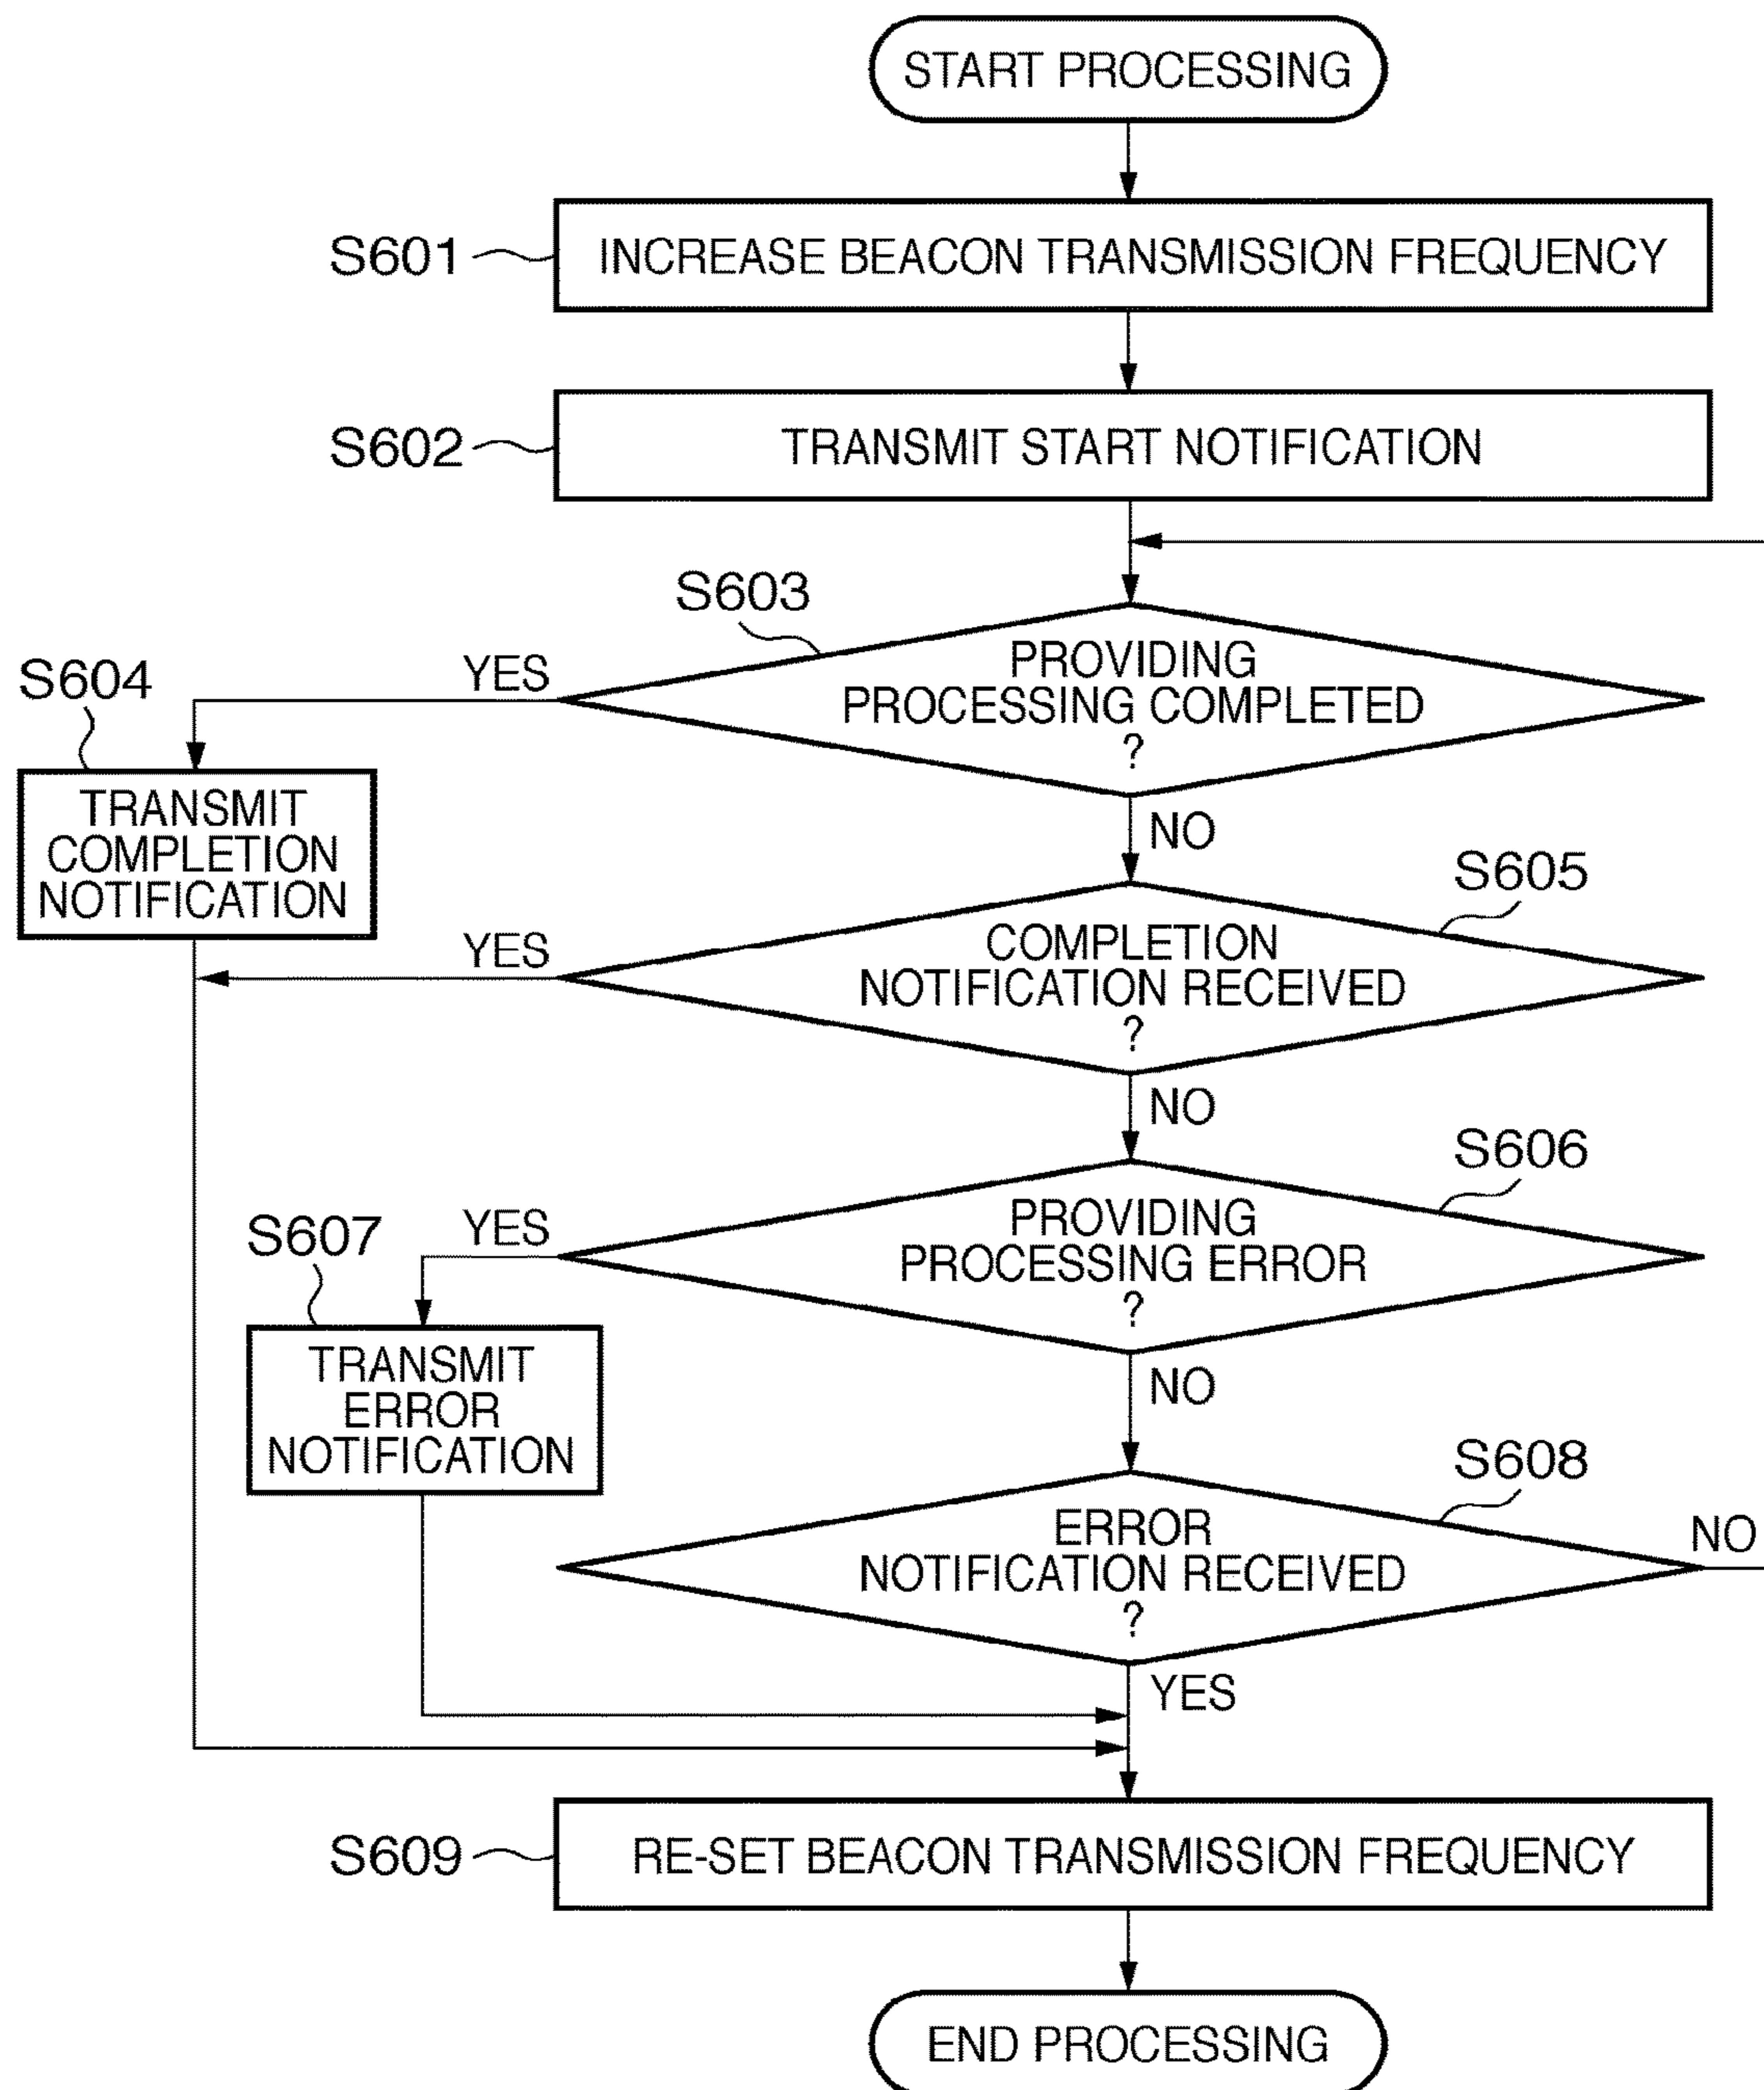 START PROCESSING
S601
INCREASE BEACON TRANSMISSION FREQUENCY
S602
TRANSMIT START NOTIFICATION
S603
PROVIDING
PROCESSING COMPLETED
?
YES
S604
TRANSMIT
COMPLETION
NOTIFICATION
NO
S605
COMPLETION
NOTIFICATION RECEIVED
?
YES
NO
S606
PROVIDING
PROCESSING ERROR
?
YES
S607
TRANSMIT
ERROR
NOTIFICATION
NO
S608
ERROR
NOTIFICATION RECEIVED
?
NO
YES
S609
RE-SET BEACON TRANSMISSION FREQUENCY
END PROCESSING